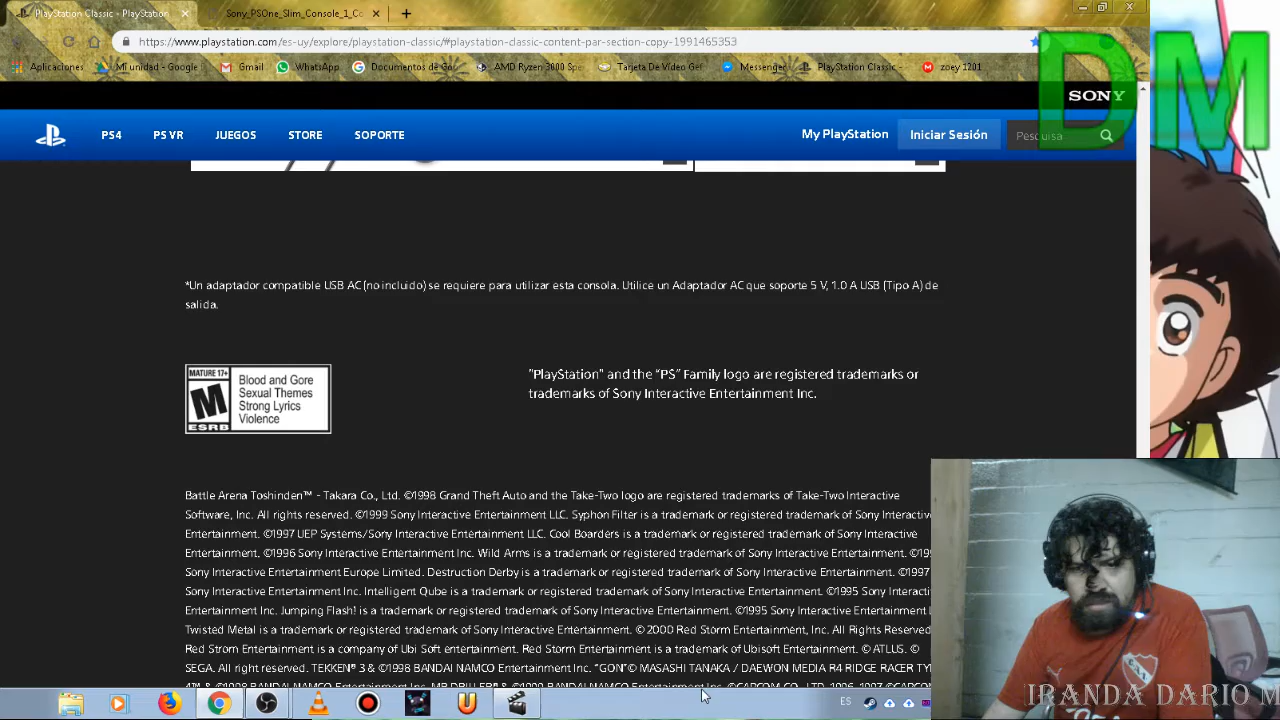 PlayStation Classic - PlayStation
Sony_PSOne_Slim_Console_1_Co
https://www.playstation.com/es-uy/explore/playstation-classic/#playstation-classic-content-par-section-copy-1991465353
Aplicaciones
Mi unidad - Google
Gmail
WhatsApp
Documentos de Go
AMD Ryzen 3000 Spe
Tarjeta De Vídeo Gef
Messenger
PlayStation Classic -
zoey 1201
DM
SONY
PS4
PS VR
JUEGOS
STORE
SOPORTE
My PlayStation
Iniciar Sesión
Pesquisa
*Un adaptador compatible USB AC (no incluido) se requiere para utilizar esta consola. Utilice un Adaptador AC que soporte 5 V, 1.0 A USB (Tipo A) de
salida.
MATURE 17+
M
ESRB
Blood and Gore
Sexual Themes
Strong Lyrics
Violence
"PlayStation" and the "PS" Family logo are registered trademarks or
trademarks of Sony Interactive Entertainment Inc.
Battle Arena Toshinden™ - Takara Co., Ltd. ©1998 Grand Theft Auto and the Take-Two logo are registered trademarks of Take-Two Interactive
Software, Inc. All rights reserved. ©1999 Sony Interactive Entertainment LLC. Syphon Filter is a trademark or registered trademark of Sony Interactive
Entertainment. ©1997 UEP Systems/Sony Interactive Entertainment LLC. Cool Boarders is a trademark or registered trademark of Sony Interactive
Entertainment. ©1996 Sony Interactive Entertainment Inc. Wild Arms is a trademark or registered trademark of Sony Interactive Entertainment. ©199
Sony Interactive Entertainment Europe Limited. Destruction Derby is a trademark or registered trademark of Sony Interactive Entertainment. ©1997
Sony Interactive Entertainment Inc. Intelligent Qube is a trademark or registered trademark of Sony Interactive Entertainment. ©1995 Sony Interac
Entertainment Inc. Jumping Flash! is a trademark or registered trademark of Sony Interactive Entertainment. ©1995 Sony Interactive Entertainment
Twisted Metal is a trademark or registered trademark of Sony Interactive Entertainment. © 2000 Red Storm Entertainment, Inc. All Rights Reserved
Red Storm Entertainment is a company of Ubi Soft entertainment. Red Storm Entertainment is a trademark of Ubisoft Entertainment. © ATLUS. ©
SEGA. All right reserved. TEKKEN® 3 & ©1998 BANDAI NAMCO Entertainment Inc. "GON"© MASASHI TANAKA / DAEWON MEDIA R4 RIDGE RACER TYP
ES
IRANDA DARIO M